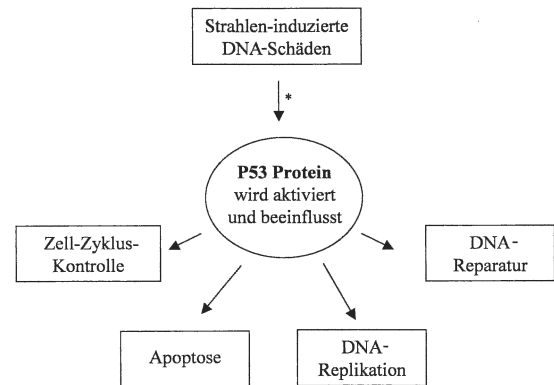 Strahlen-induzierte
DNA-Schäden
*
P53 Protein
wird aktiviert
und beeinflusst
Zell-Zyklus-
Kontrolle
DNA-
Reparatur
Apoptose
DNA-
Replikation